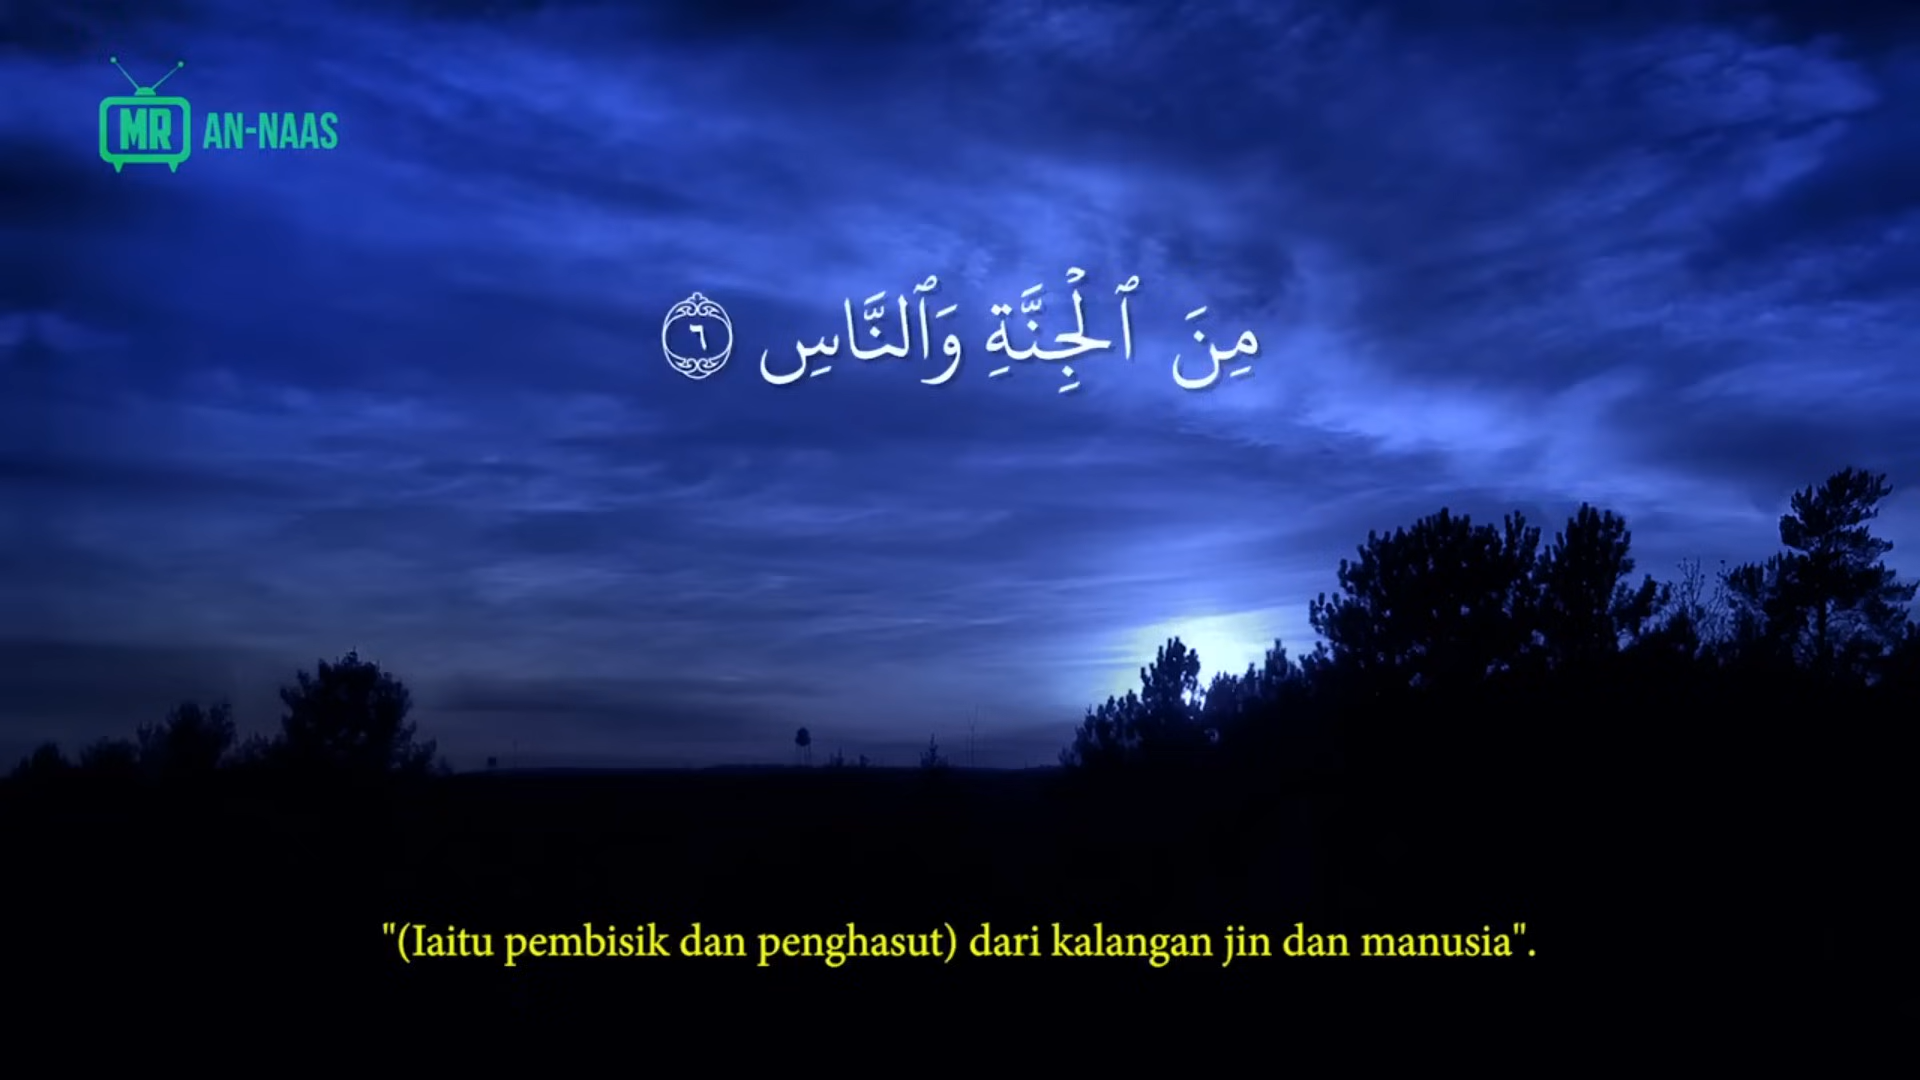 MR AN-NAAS
مِنَ ٱلْجِنَّةِ وَٱلنَّاسِ ٦
"(Iaitu pembisik dan penghasut) dari kalangan jin dan manusia".